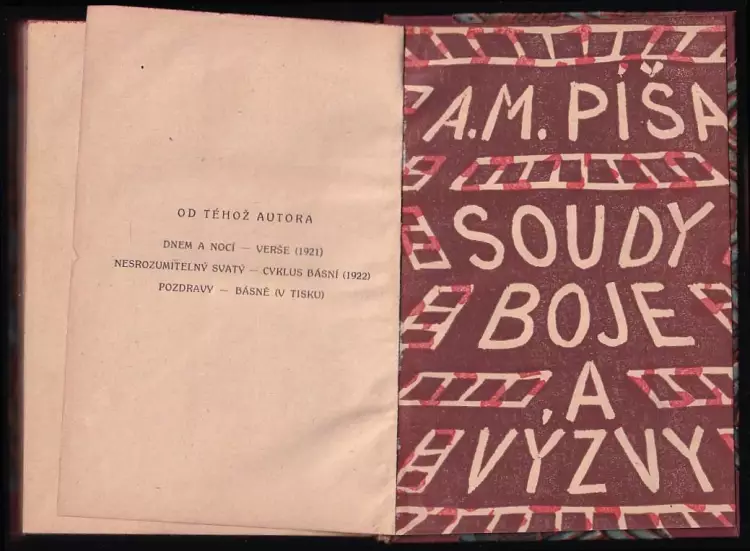 OD TÉHOŽ AUTORA
DNEM A NOCÍ — VERŠE (1921)
NESROZUMITELNÝ SVATÝ — CYKLUS BÁSNÍ (1922)
POZDRAVY — BÁSNĚ (V TISKU)
A.M. PÍŠA
SOUDY
BOJE
A
VÝZVY